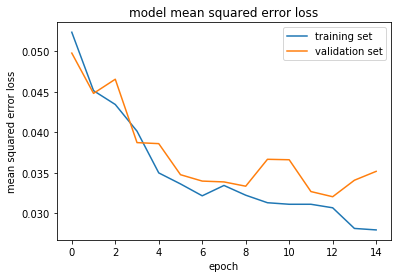 model mean squared error loss
training set
validation set
mean squared error loss
0.050
0.045
0.040
0.035
0.030
0 2 4 6 8 10 12 14
epoch